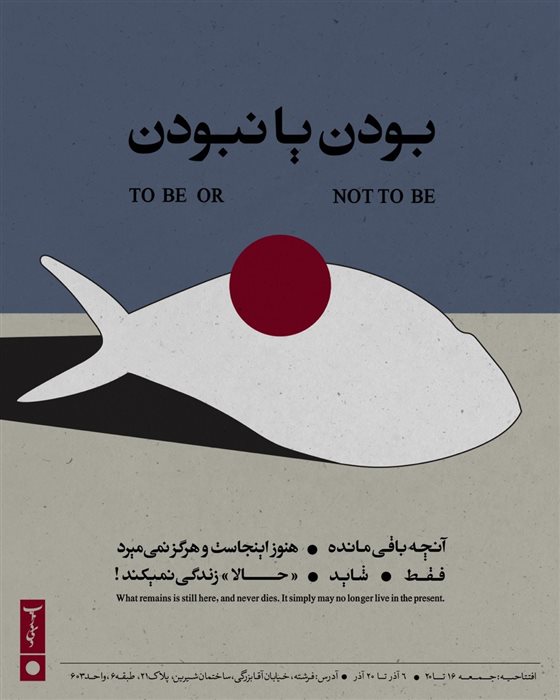 بودن یا نبودن
TO BE OR NOT TO BE
آنچه باقی مانده ● هنوز اینجاست و هرگز نمی میرد
فقط ● شاید ● «حالا» زندگی نمیکند!
What remains is still here, and never dies. It simply may no longer live in the present.
افتتاحیه: جمعه ۱۶ تا ۲۰ ● ۶ آذر تا ۲۰ آذر ● آدرس: فرشته، خیابان آقابزرگی، ساختمان شیرین، پلاک ۲۱، طبقه ۶، واحد ۶۰۳